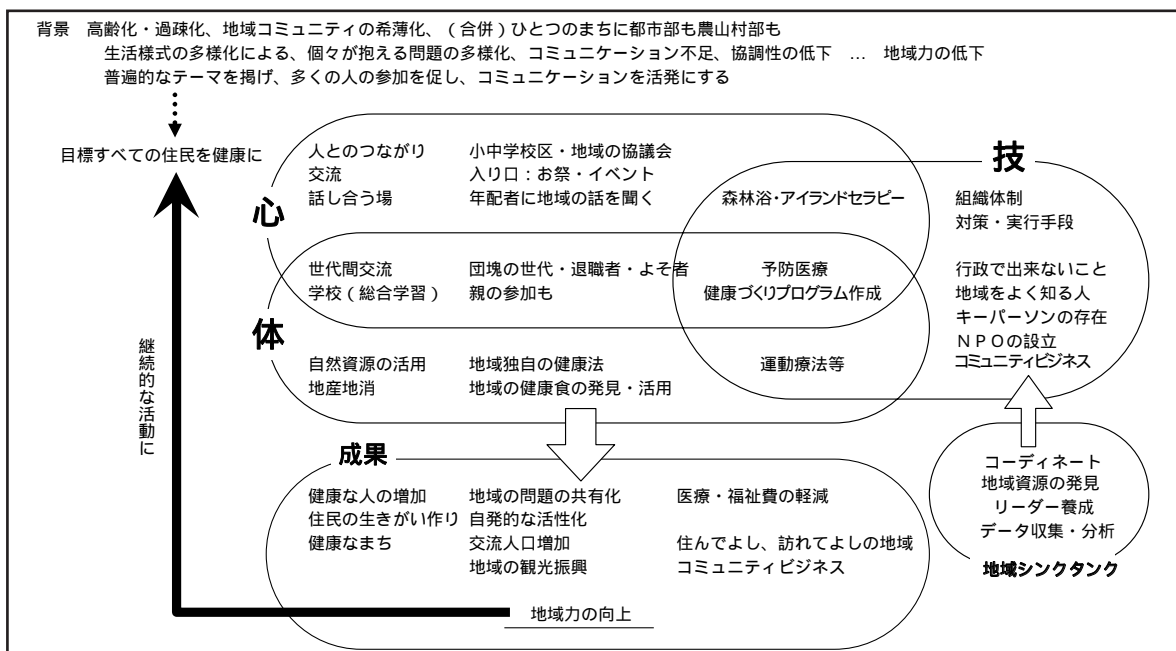 背景　高齢化・過疎化、地域コミュニティの希薄化、（合併）ひとつのまちに都市部も農山村部も
生活様式の多様化による、個々が抱える問題の多様化、コミュニケーション不足、協調性の低下　…　地域力の低下
普遍的なテーマを掲げ、多くの人の参加を促し、コミュニケーションを活発にする
目標すべての住民を健康に
心
人とのつながり
交流
話し合う場
小中学校区・地域の協議会
入り口：お祭・イベント
年配者に地域の話を聞く
森林浴・アイランドセラピー
技
組織体制
対策・実行手段
行政で出来ないこと
地域をよく知る人
キーパーソンの存在
ＮＰＯの設立
コミュニティビジネス
世代間交流
学校（総合学習）
団塊の世代・退職者・よそ者
親の参加も
予防医療
健康づくりプログラム作成
体
自然資源の活用
地産地消
地域独自の健康法
地域の健康食の発見・活用
運動療法等
継続的な活動に
成果
健康な人の増加
住民の生きがい作り
健康なまち
地域の問題の共有化
自発的な活性化
交流人口増加
地域の観光振興
医療・福祉費の軽減
住んでよし、訪れてよしの地域
コミュニティビジネス
地域力の向上
コーディネート
地域資源の発見
リーダー養成
データ収集・分析
地域シンクタンク